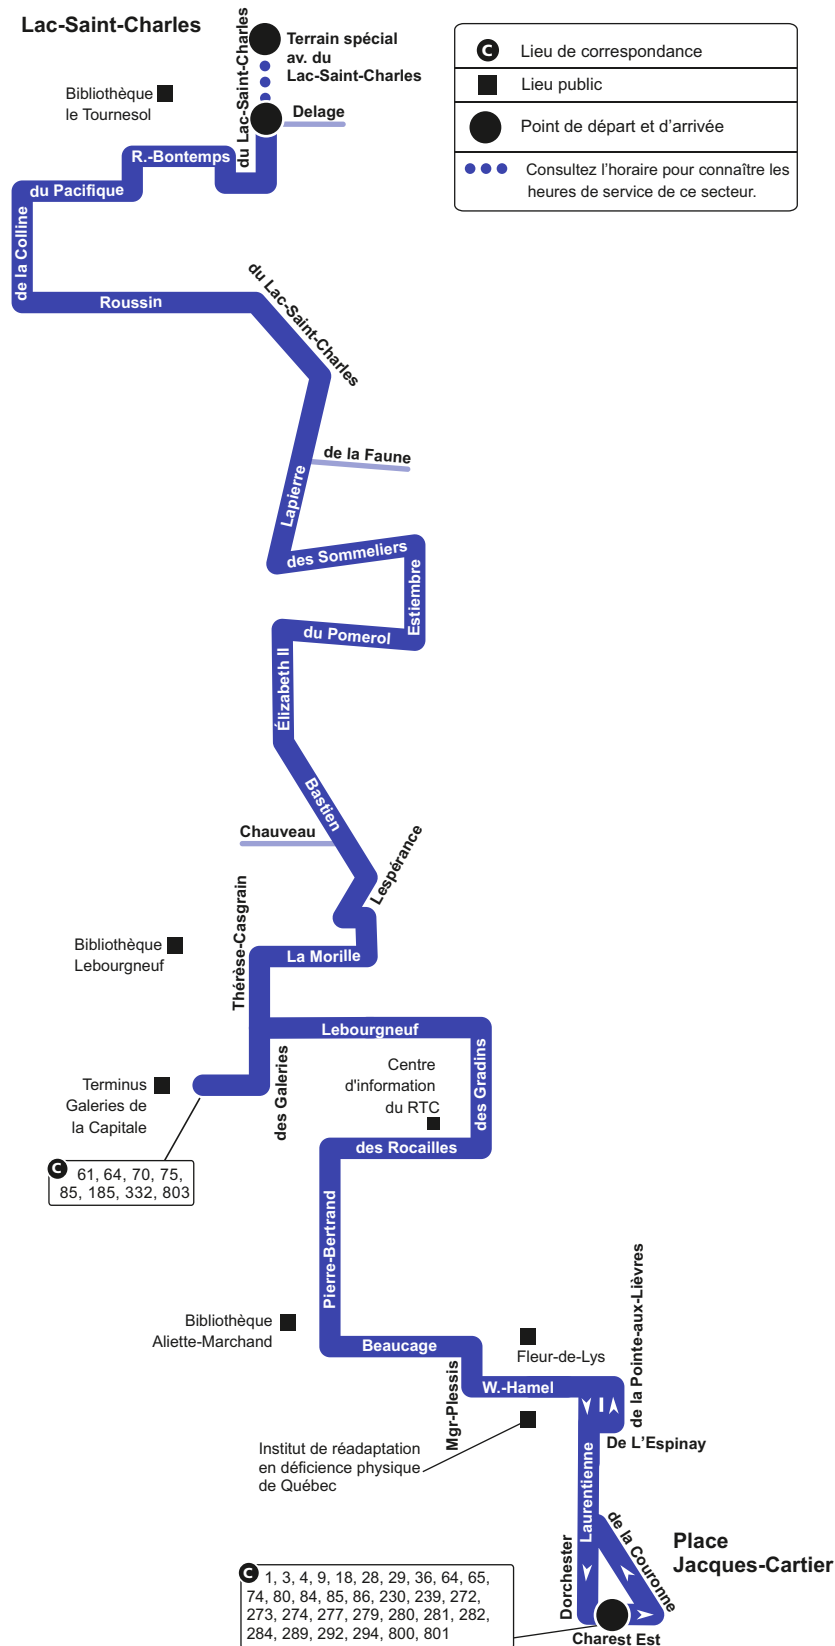 Lac-Saint-Charles
Terrain spécial
av. du
Lac-Saint-Charles
du Lac-Saint-Charles
Bibliothèque
le Tournesol
Delage
C Lieu de correspondance
Lieu public
Point de départ et d'arrivée
Consultez l'horaire pour connaître les
heures de service de ce secteur.
R.-Bontemps
du Pacifique
de la Colline
Roussin
du Lac-Saint-Charles
de la Faune
Lapierre
des Sommeliers
Estiembre
du Pomerol
Élizabeth II
Bastien
Chauveau
Lespérance
Thérèse-Casgrain
Bibliothèque
Lebourgneuf
La Morille
Lebourgneuf
des Galeries
des Gradins
Centre
d'information
du RTC
Terminus
Galeries de
la Capitale
des Rocailles
C 61, 64, 70, 75,
85, 185, 332, 803
Pierre-Bertrand
Bibliothèque
Aliette-Marchand
Beaucage
Fleur-de-Lys
de la Pointe-aux-Lièvres
Mgr-Plessis
W.-Hamel
De L'Espinay
Institut de réadaptation
en déficience physique
de Québec
Laurentienne
de la Couronne
Place
Jacques-Cartier
Dorchester
C 1, 3, 4, 9, 18, 28, 29, 36, 64, 65,
74, 80, 84, 85, 86, 230, 239, 272,
273, 274, 277, 279, 280, 281, 282,
284, 289, 292, 294, 800, 801
Charest Est